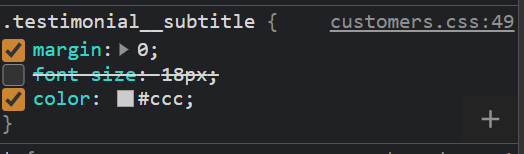 .testimonial__subtitle { customers.css:49
margin: 0;
font size: 18px;
color: #ccc;
}